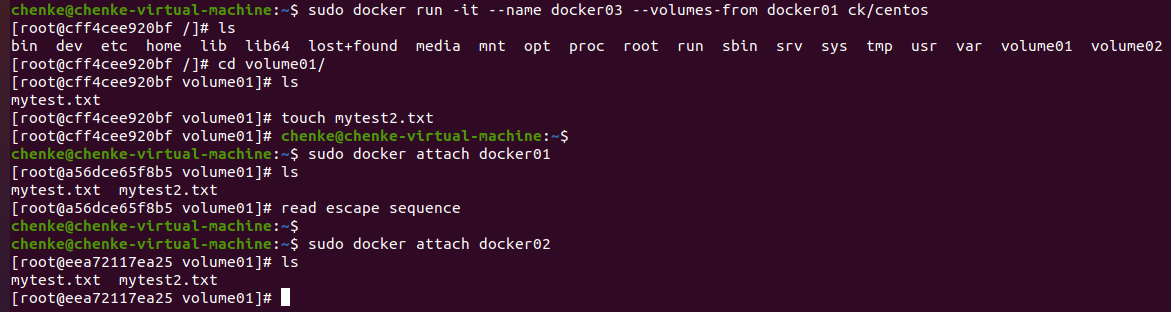 chenke@chenke-virtual-machine:~$ sudo docker run -it --name docker03 --volumes-from docker01 ck/centos
[root@cff4cee920bf /]# ls
bin  dev  etc  home  lib  lib64  lost+found  media  mnt  opt  proc  root  run  sbin  srv  sys  tmp  usr  var  volume01  volume02
[root@cff4cee920bf /]# cd volume01/
[root@cff4cee920bf volume01]# ls
mytest.txt
[root@cff4cee920bf volume01]# touch mytest2.txt
[root@cff4cee920bf volume01]# chenke@chenke-virtual-machine:~$
chenke@chenke-virtual-machine:~$ sudo docker attach docker01
[root@a56dce65f8b5 volume01]# ls
mytest.txt  mytest2.txt
[root@a56dce65f8b5 volume01]# read escape sequence
chenke@chenke-virtual-machine:~$
chenke@chenke-virtual-machine:~$ sudo docker attach docker02
[root@eea72117ea25 volume01]# ls
mytest.txt  mytest2.txt
[root@eea72117ea25 volume01]#